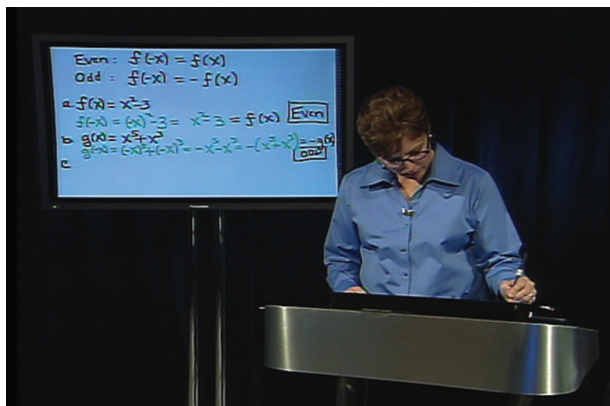 Even: f(-x) = f(x)
Odd: f(-x) = -f(x)
a. f(x) = x²-3
f(-x) = (-x)²-3 = x²-3 = f(x) Even
b. g(x) = x⁵+x³
g(-x) = (-x)⁵+(-x)³ = -x⁵-x³ = -(x⁵+x³) = -g(x)
Odd
c